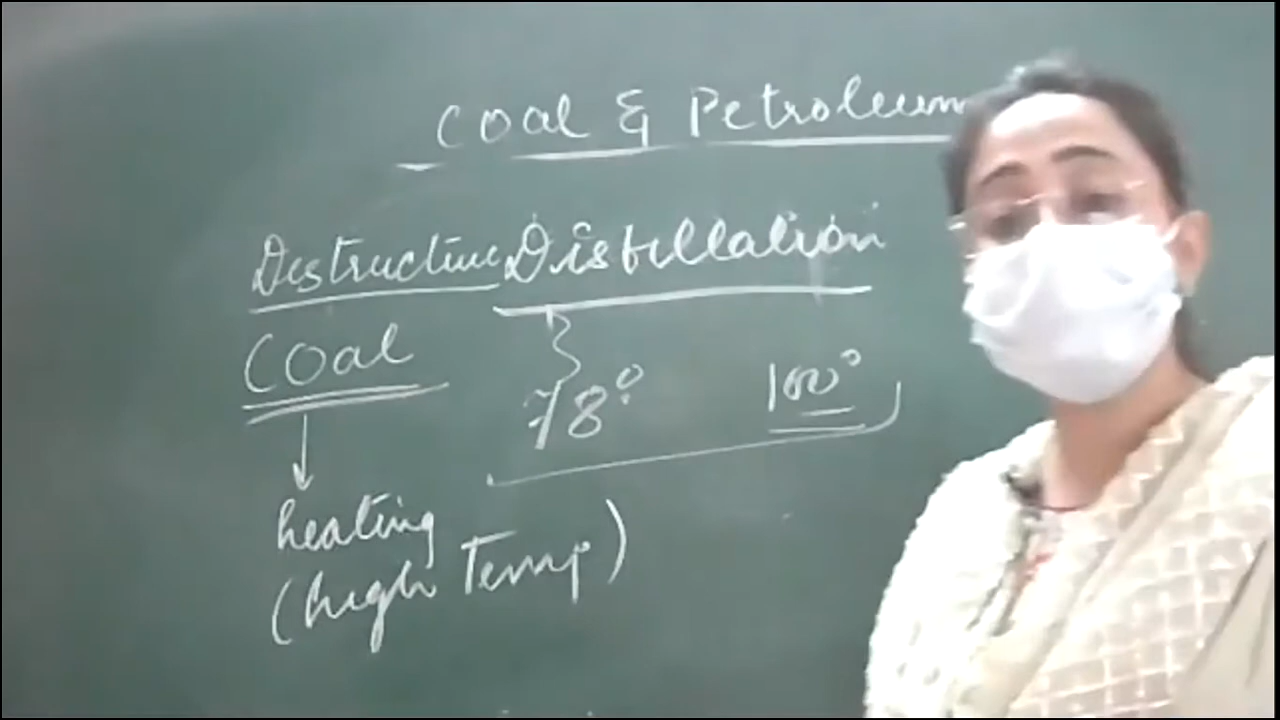 Coal & Petroleum
Destructive Distillation
Coal
78° 100°
heating
(high Temp)